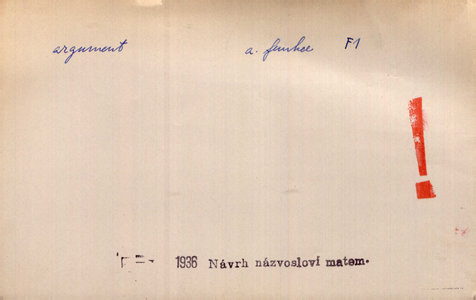 argument a. funkce F1
!
1936 Návrh názvosloví matem.